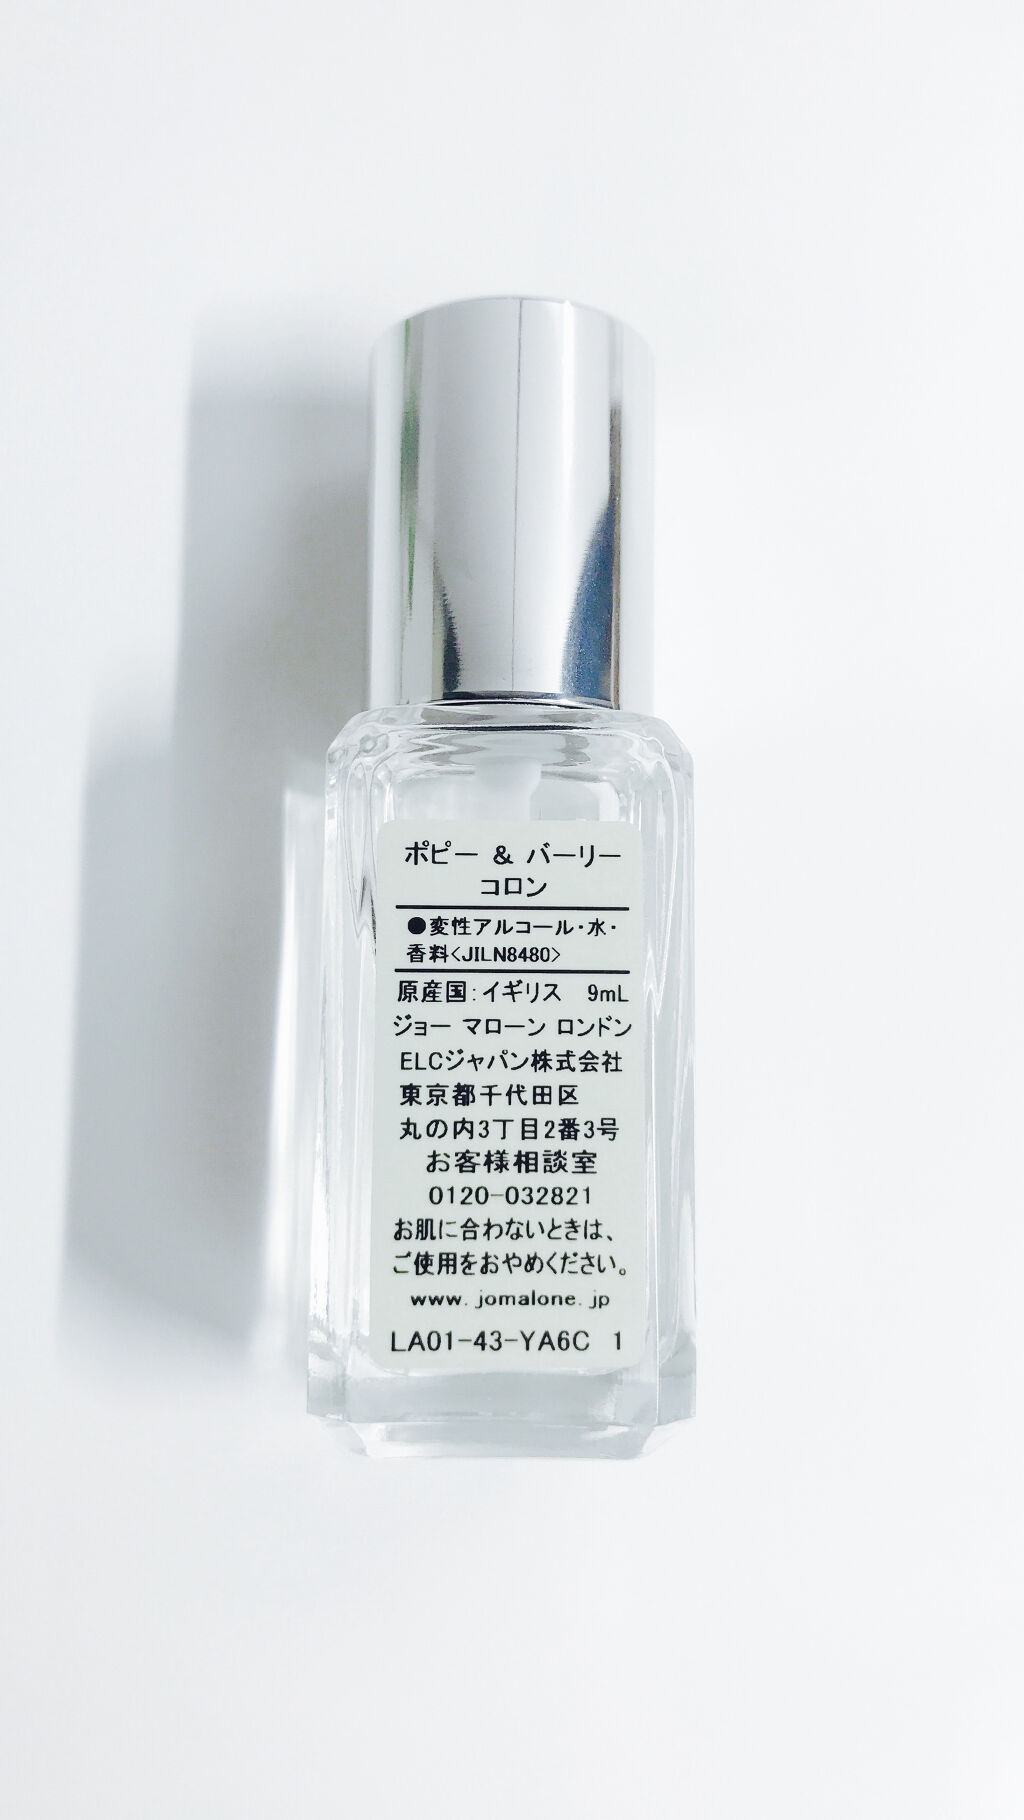 ポピー & バーリー
コロン
●変性アルコール・水・
香料<JILN8480>
原産国：イギリス 9mL
ジョー マローン ロンドン
ELCジャパン株式会社
東京都千代田区
丸の内3丁目2番3号
お客様相談室
0120-032821
お肌に合わないときは、
ご使用をおやめください。
www.jomalone.jp
LA01-43-YA6C 1